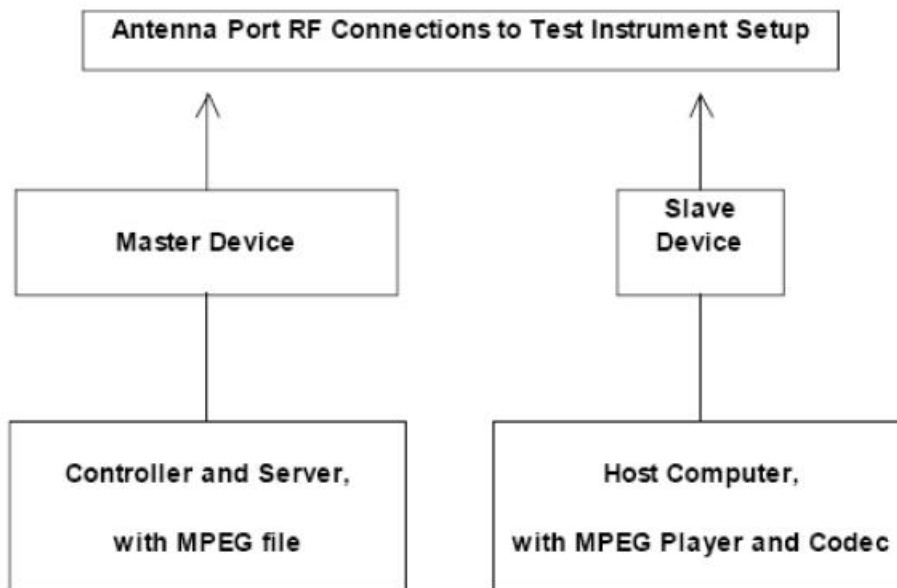 Antenna Port RF Connections to Test Instrument Setup
Master Device
Slave
Device
Controller and Server,
with MPEG file
Host Computer,
with MPEG Player and Codec